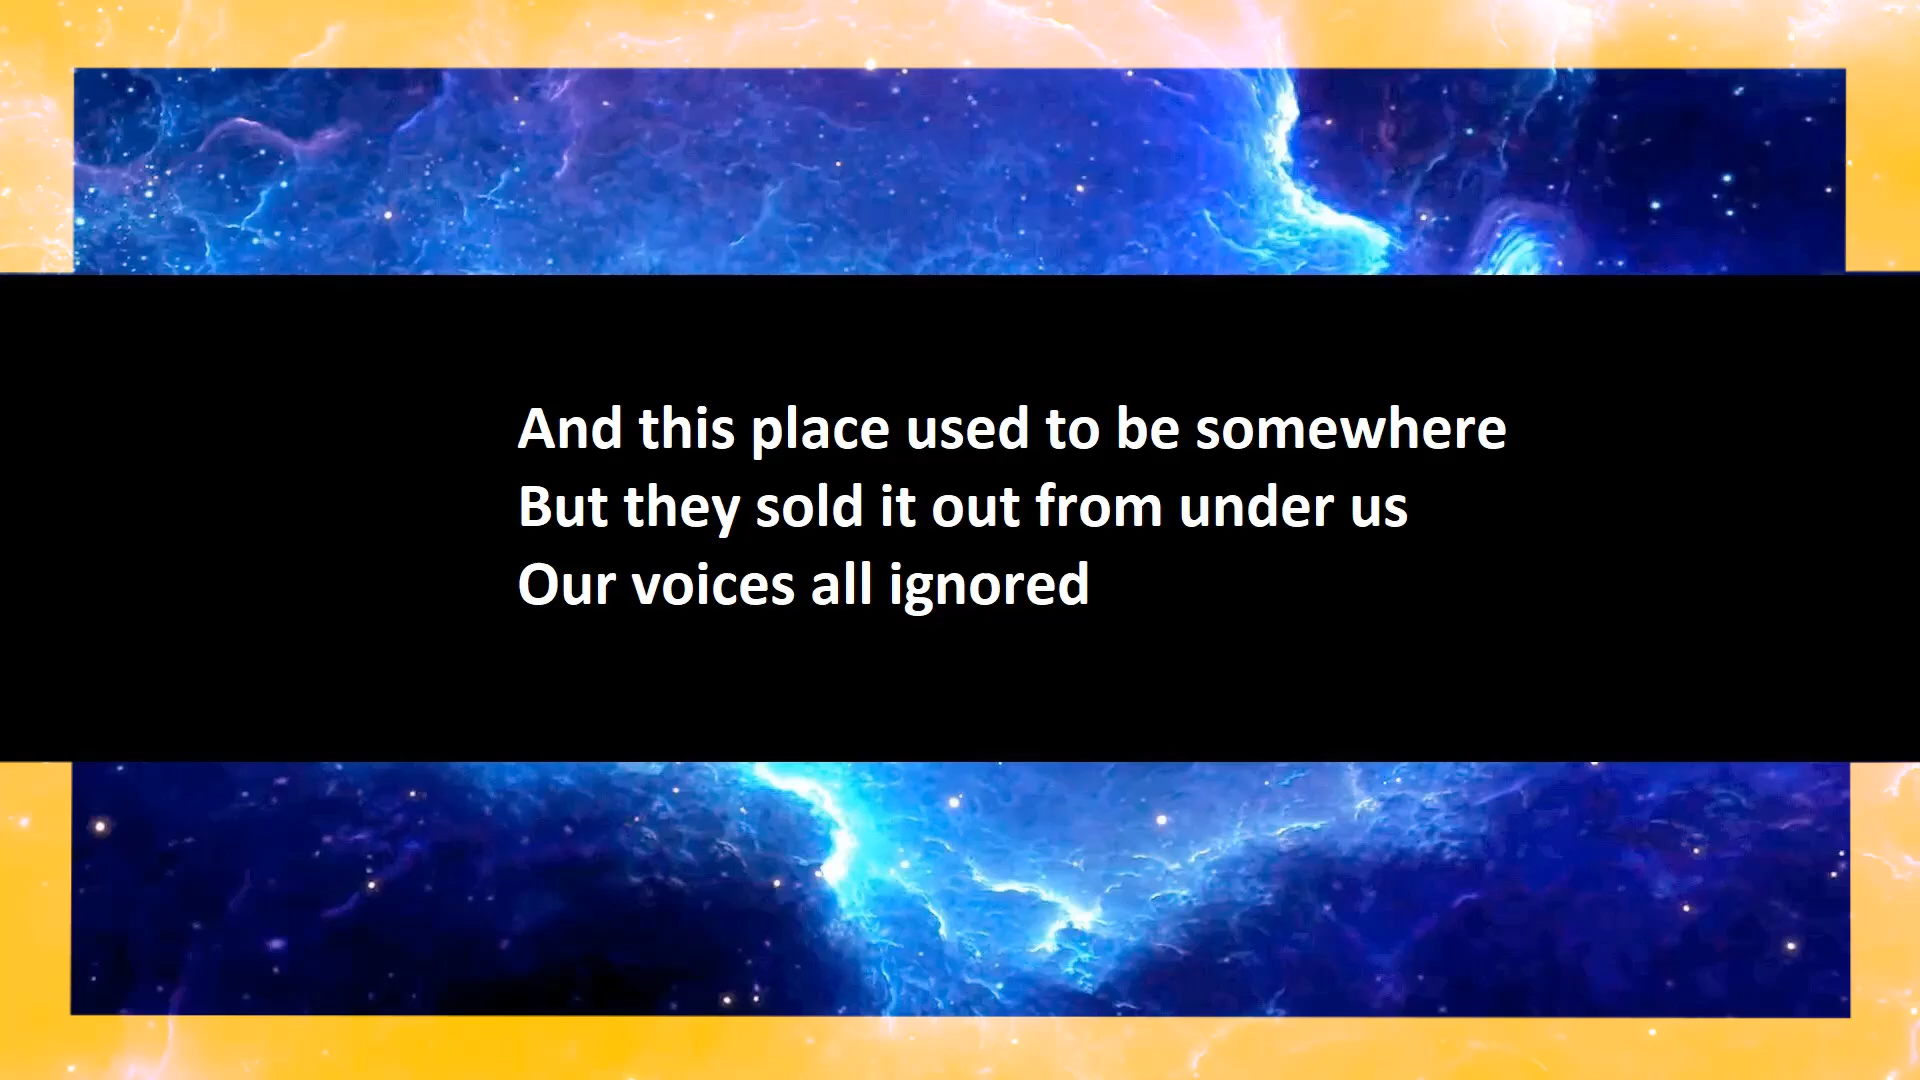 And this place used to be somewhere
But they sold it out from under us
Our voices all ignored